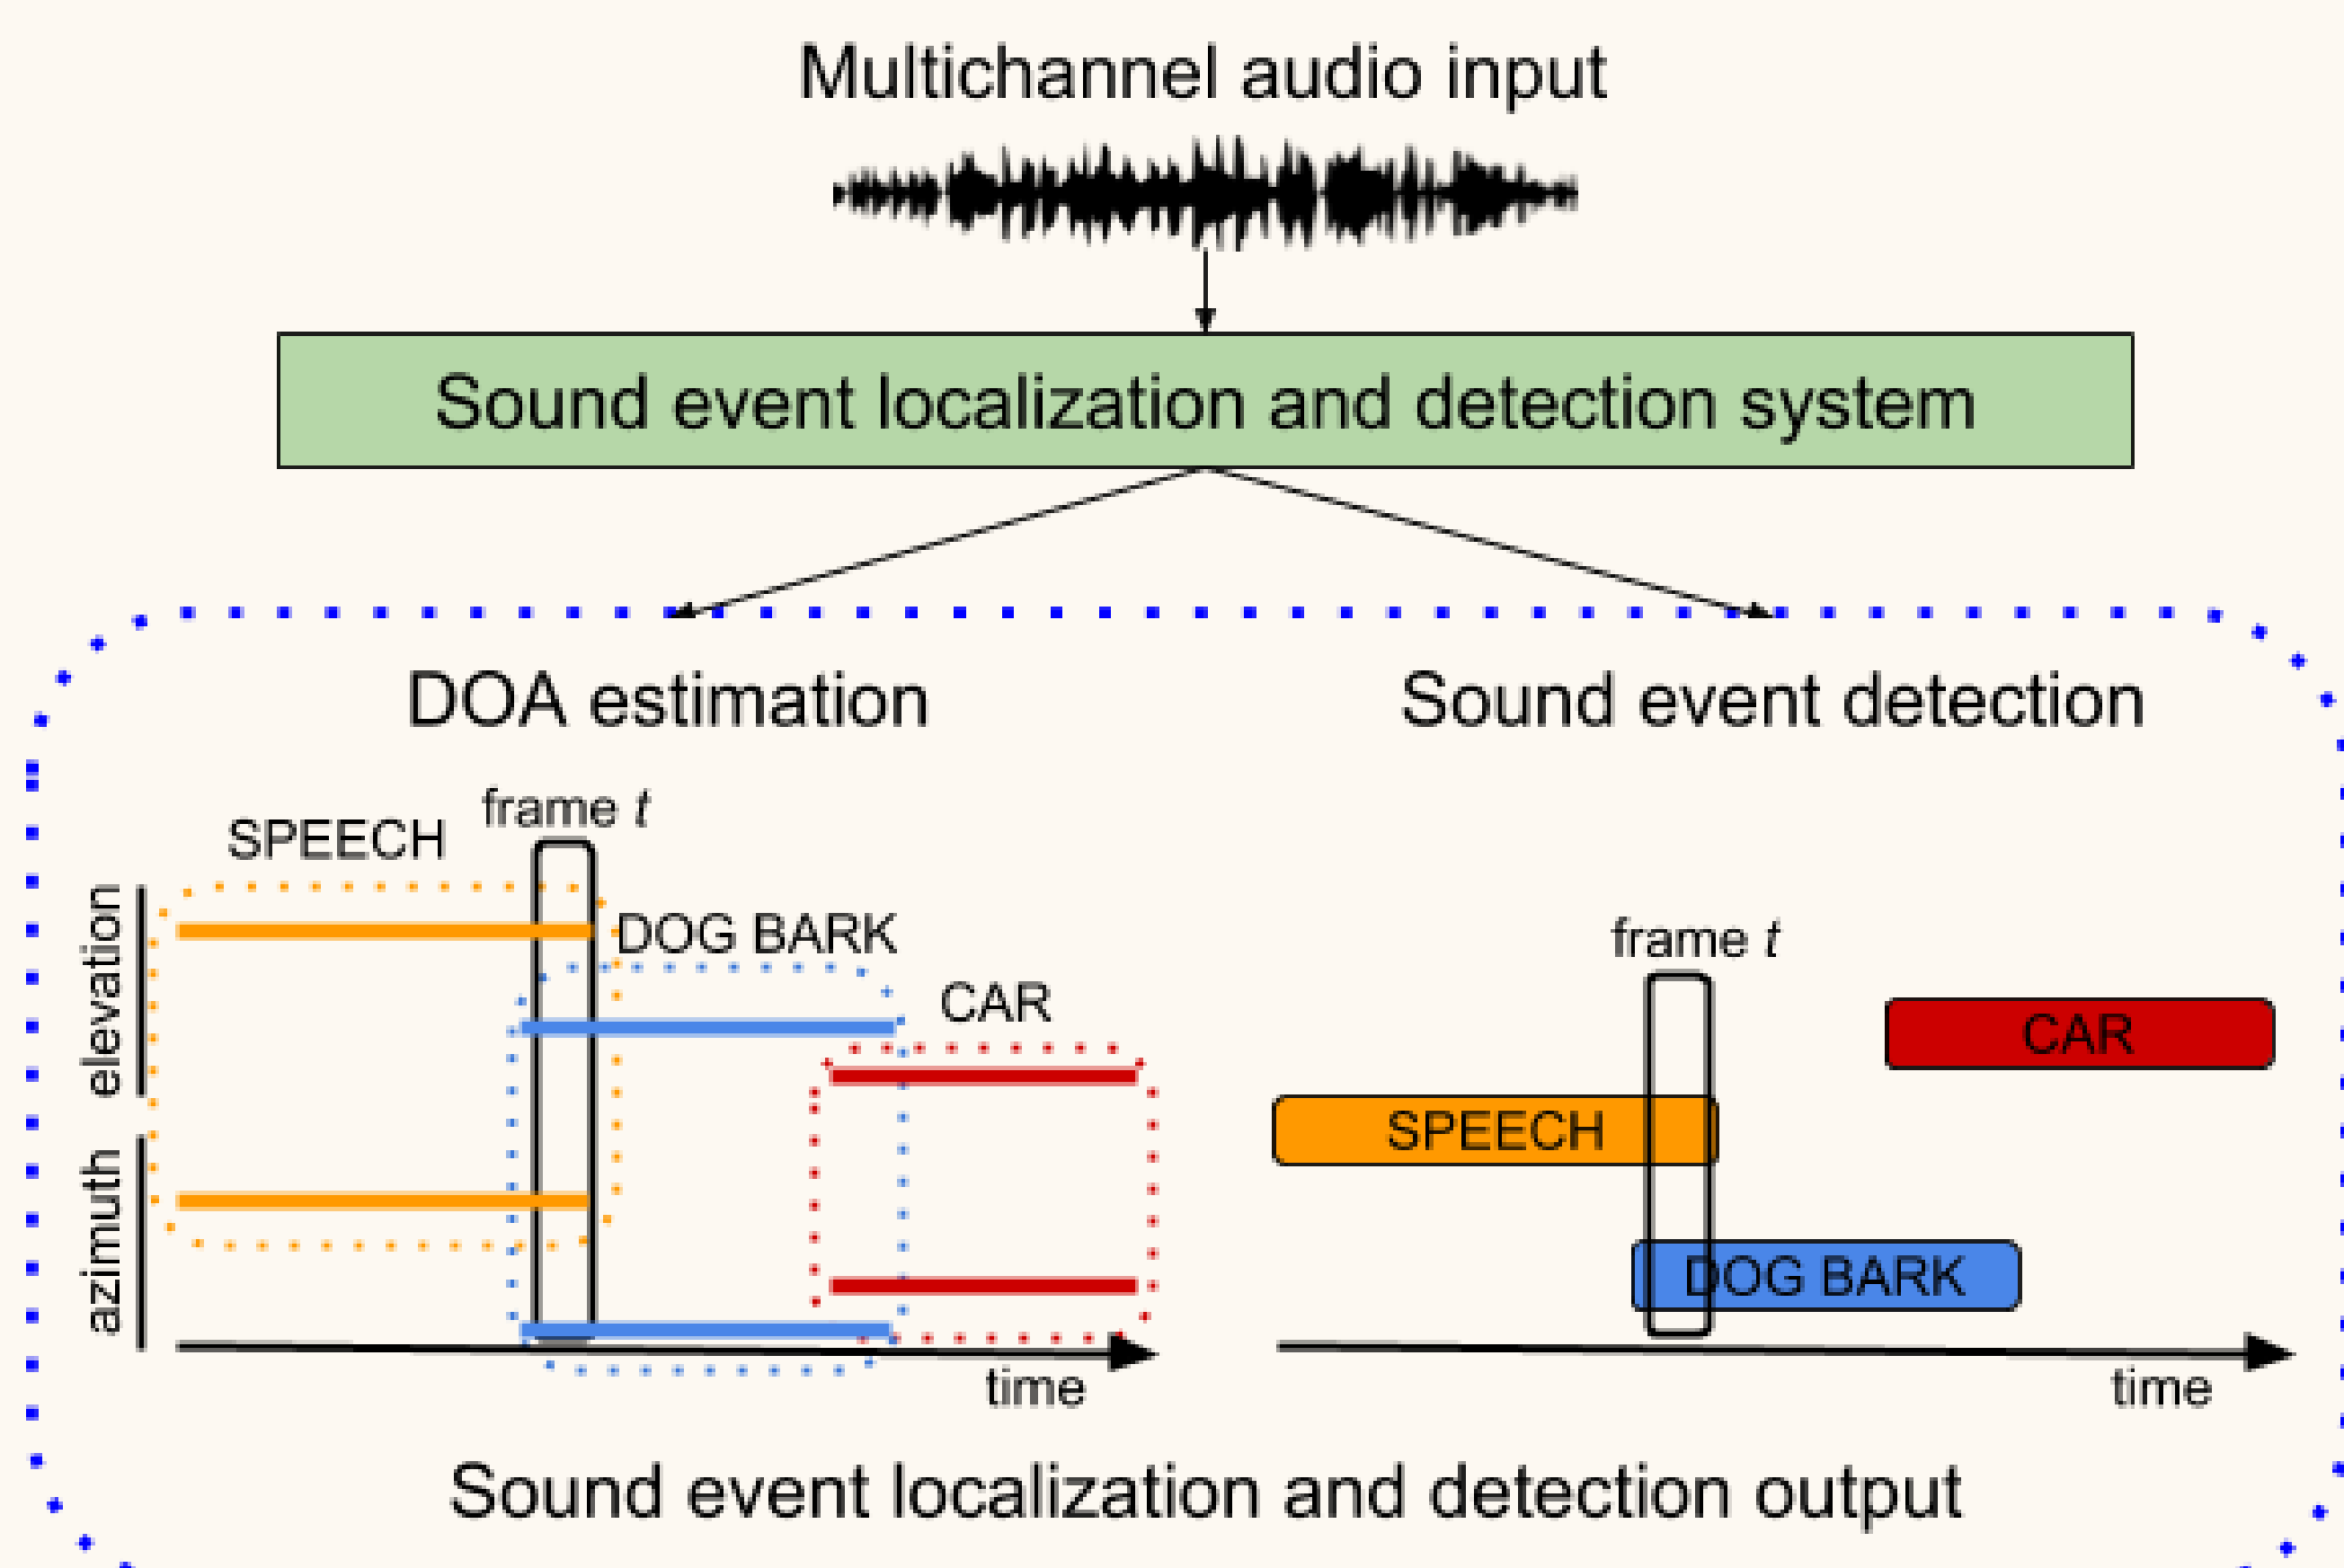 Multichannel audio input
Sound event localization and detection system
DOA estimation
Sound event detection
frame t
SPEECH
DOG BARK
CAR
elevation
azimuth
time
frame t
CAR
SPEECH
DOG BARK
time
Sound event localization and detection output